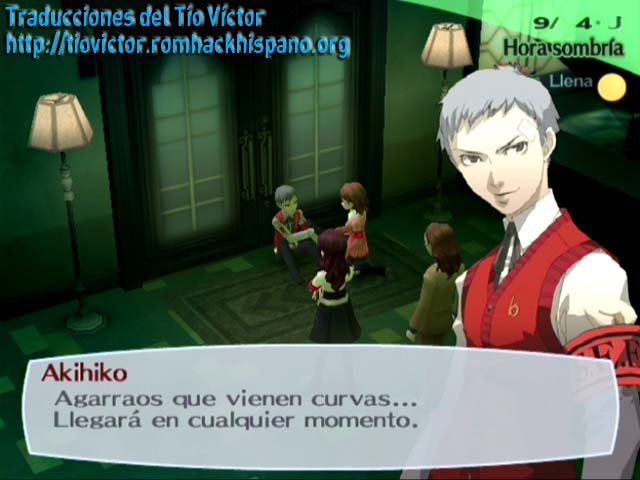 Traducciones del Tío Víctor
http://tiovictor.romhackhispano.org
9/ 4· J
Hora sombría
Llena
S.E.E.
Akihiko
Agarraos que vienen curvas...
Llegará en cualquier momento.